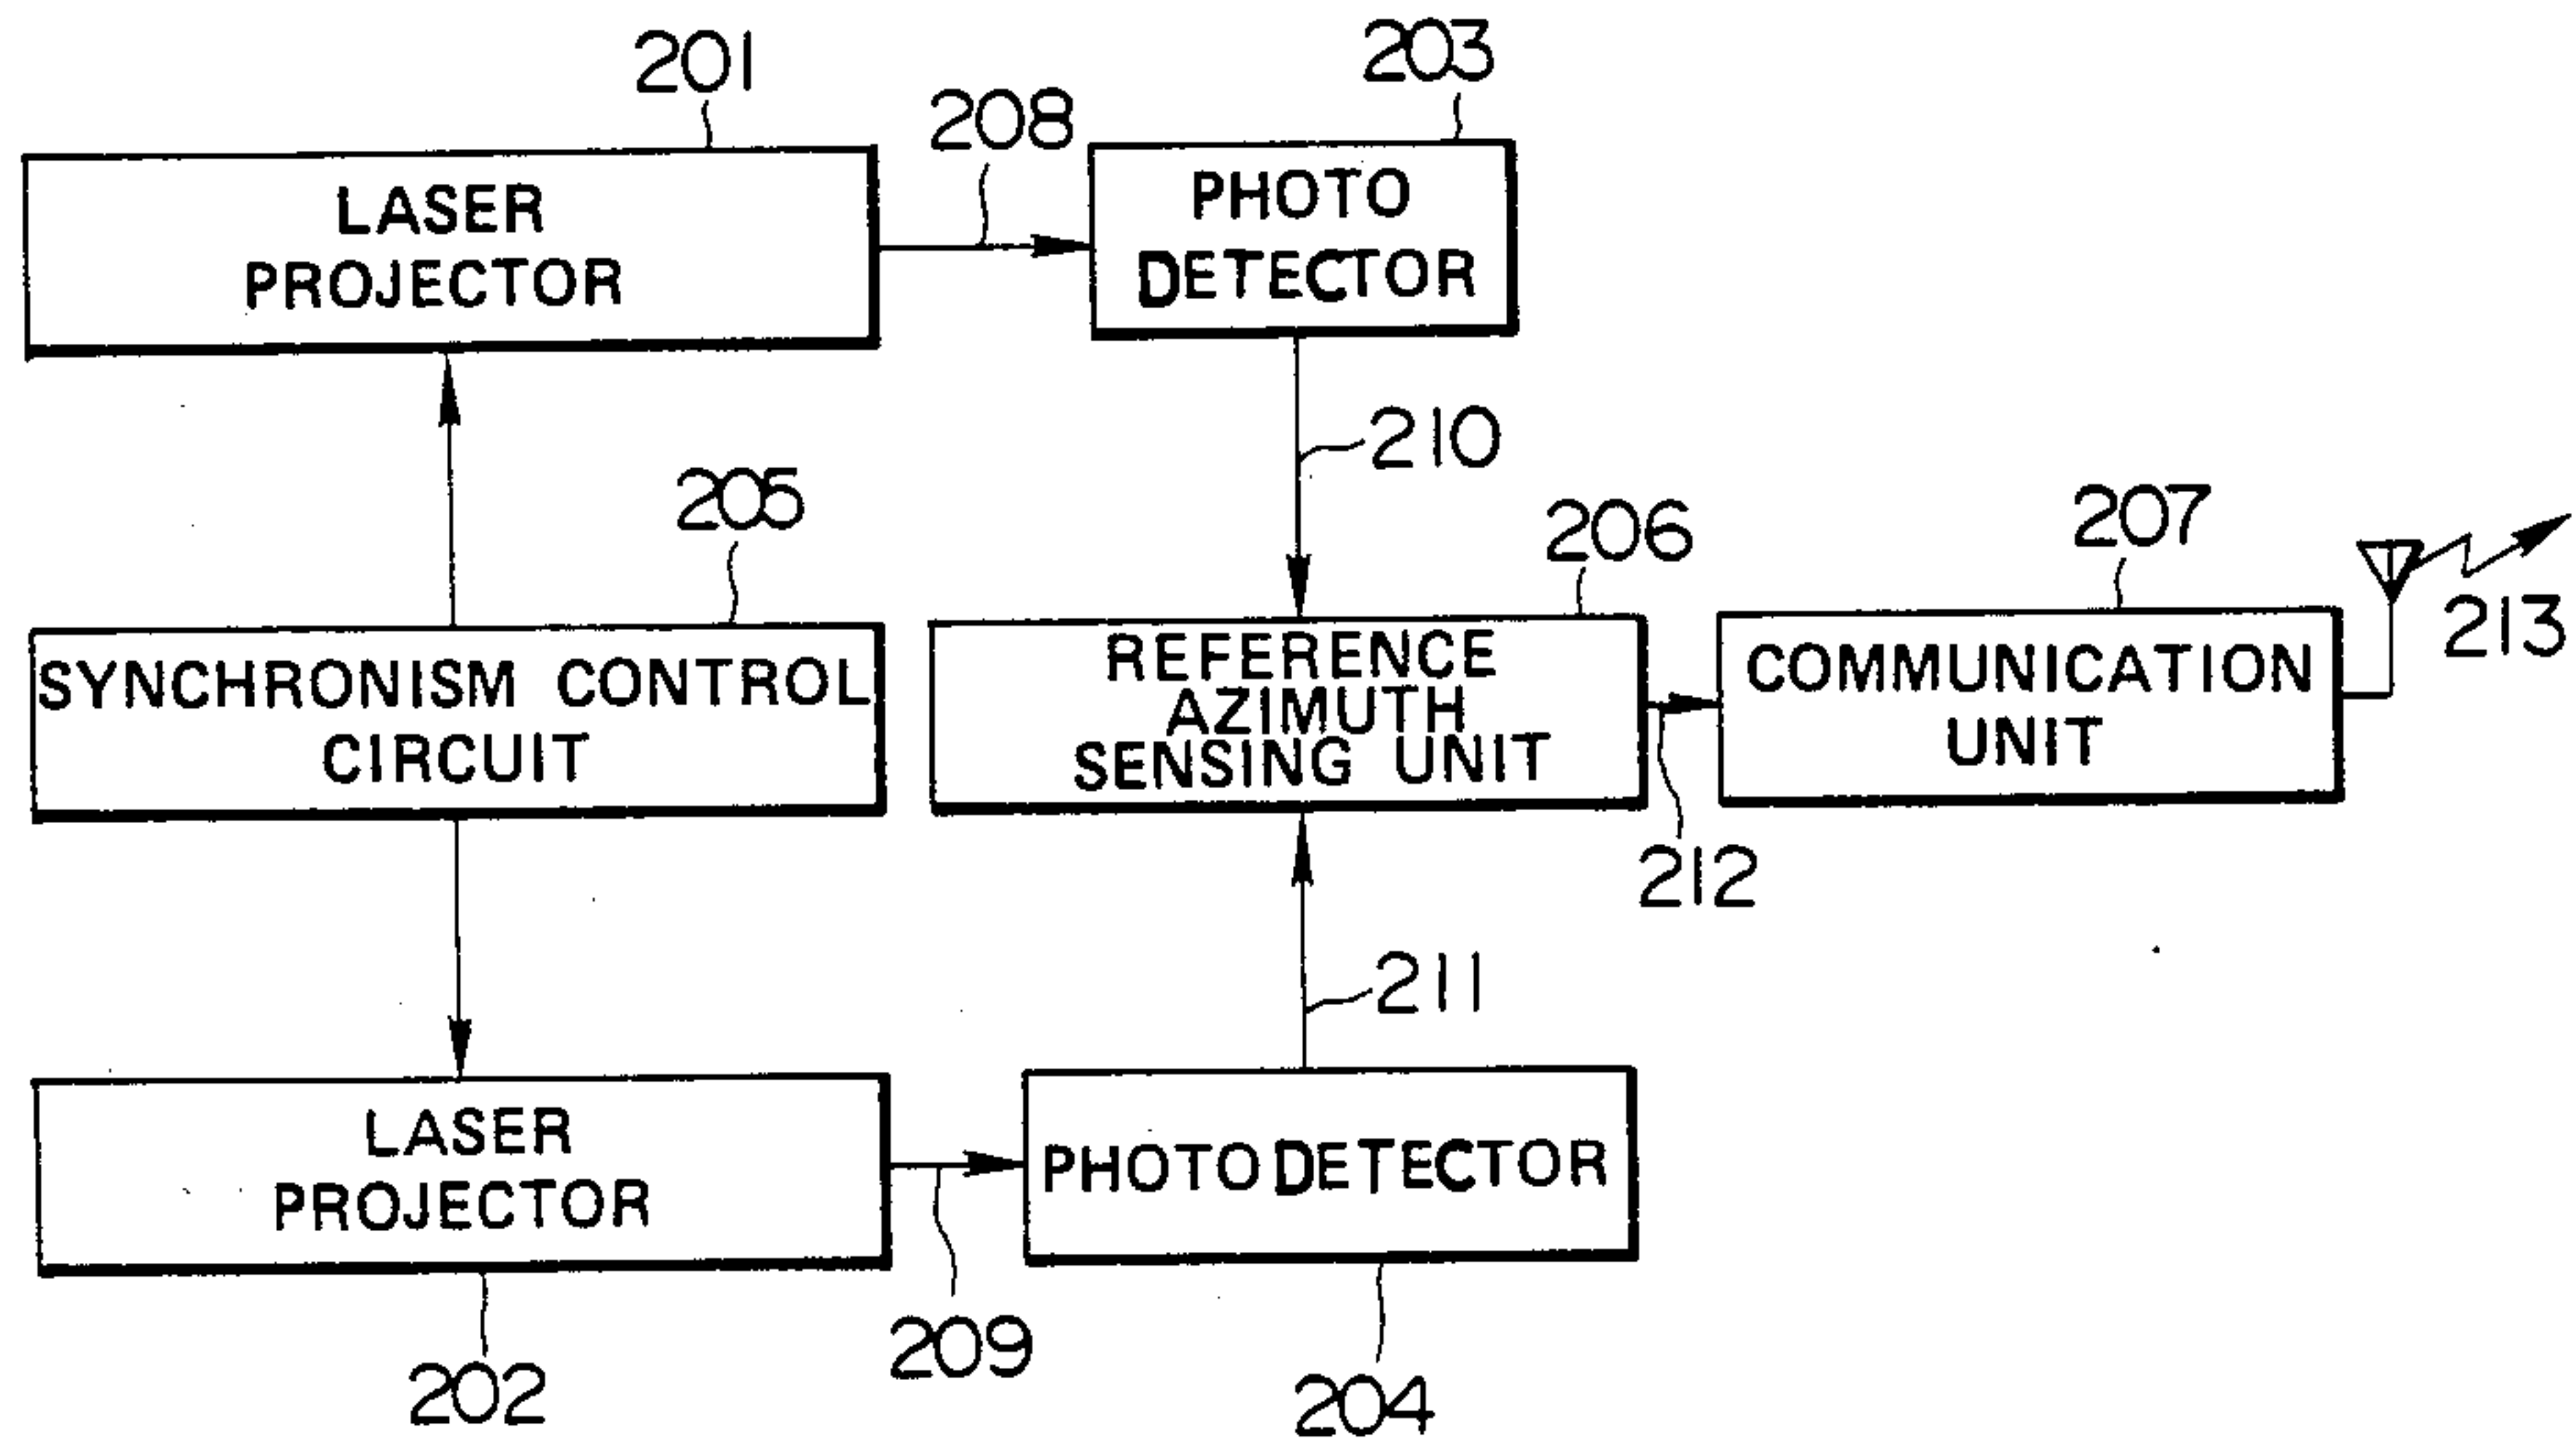 201
203
208
LASER
PROJECTOR
PHOTO
DETECTOR
210
205
206
207
213
SYNCHRONISM CONTROL
CIRCUIT
REFERENCE
AZIMUTH
SENSING UNIT
COMMUNICATION
UNIT
212
211
LASER
PROJECTOR
PHOTO DETECTOR
209
202
204